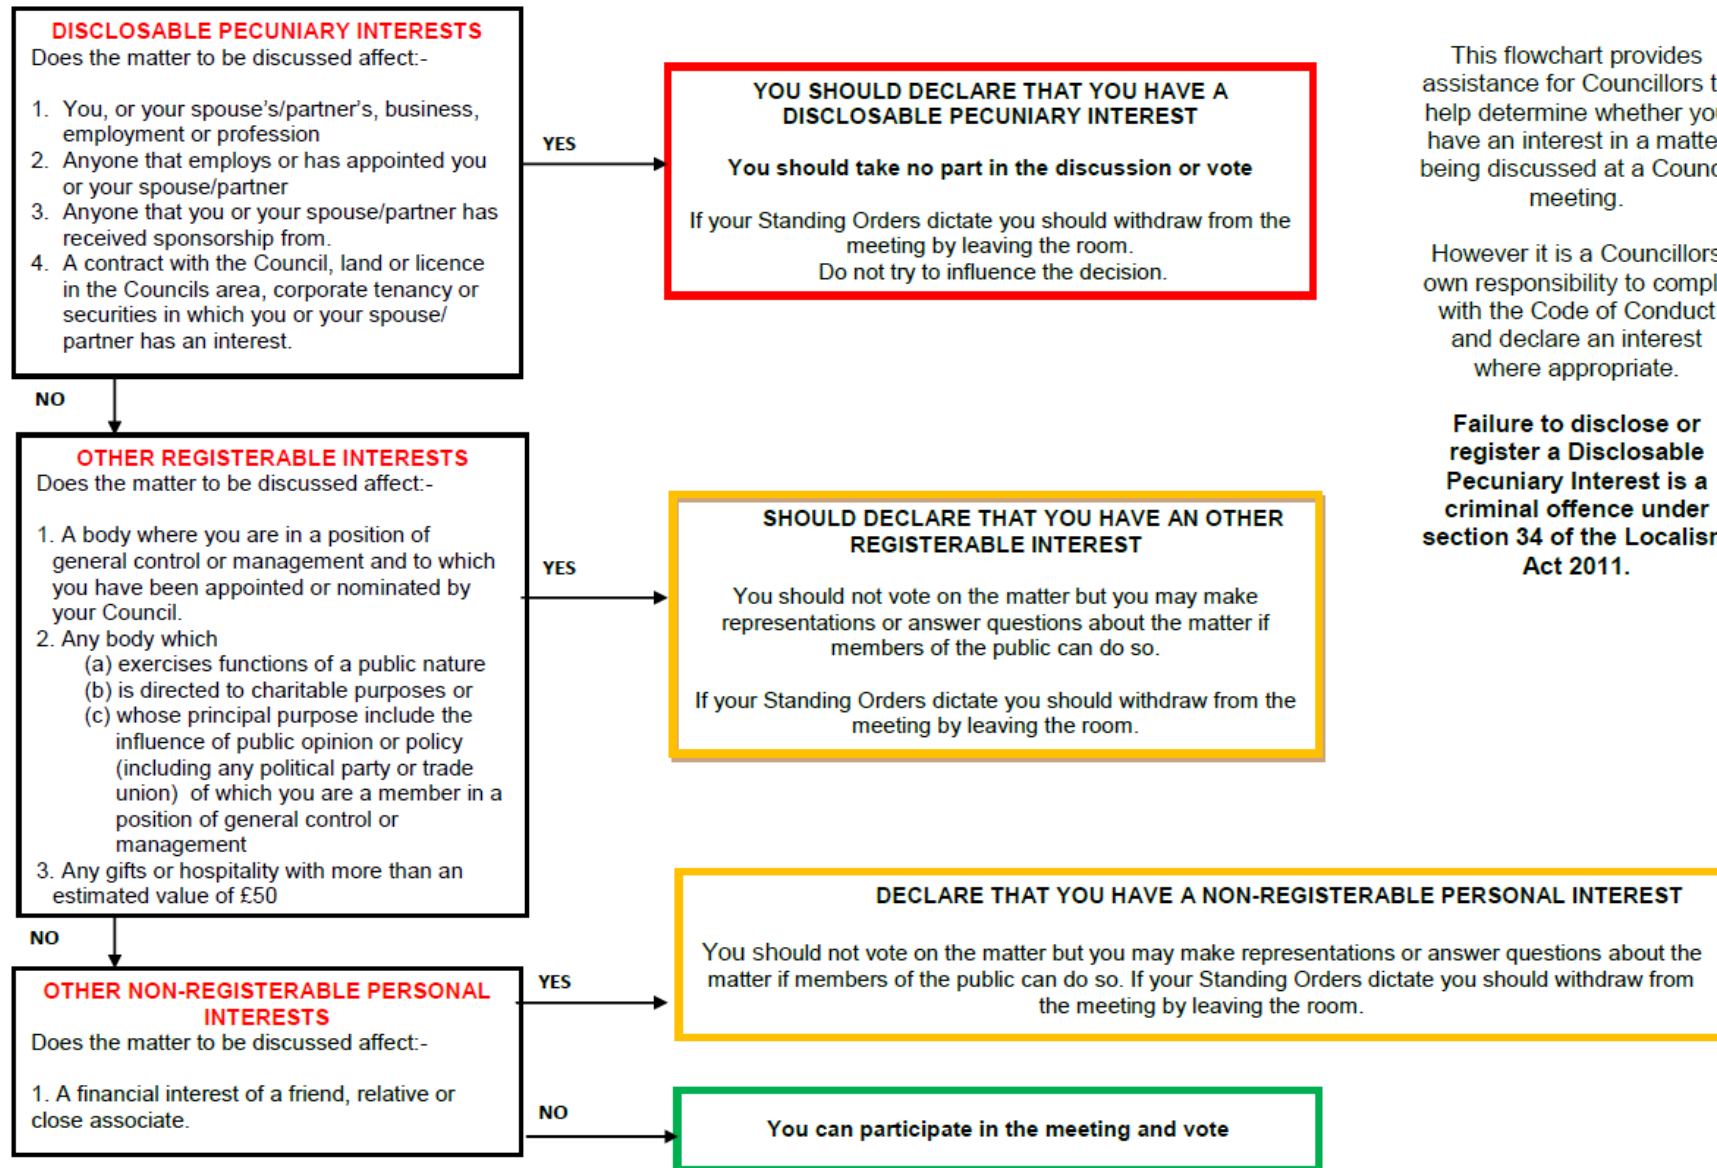 DISCLOSABLE PECUNIARY INTERESTS
Does the matter to be discussed affect:-
1. You, or your spouse's/partner's, business,
employment or profession
2. Anyone that employs or has appointed you
or your spouse/partner
3. Anyone that you or your spouse/partner has
received sponsorship from.
4. A contract with the Council, land or licence
in the Councils area, corporate tenancy or
securities in which you or your spouse/
partner has an interest.
YES
YOU SHOULD DECLARE THAT YOU HAVE A
DISCLOSABLE PECUNIARY INTEREST
You should take no part in the discussion or vote
If your Standing Orders dictate you should withdraw from the
meeting by leaving the room.
Do not try to influence the decision.
This flowchart provides
assistance for Councillors t
help determine whether you
have an interest in a matte
being discussed at a Counc
meeting.
However it is a Councillors
own responsibility to compl
with the Code of Conduct
and declare an interest
where appropriate.
Failure to disclose or
register a Disclosable
Pecuniary Interest is a
criminal offence under
section 34 of the Localisn
Act 2011.
NO
OTHER REGISTERABLE INTERESTS
Does the matter to be discussed affect:-
1. A body where you are in a position of
general control or management and to which
you have been appointed or nominated by
your Council.
2. Any body which
(a) exercises functions of a public nature
(b) is directed to charitable purposes or
(c) whose principal purpose include the
influence of public opinion or policy
(including any political party or trade
union) of which you are a member in a
position of general control or
management
3. Any gifts or hospitality with more than an
estimated value of £50
YES
SHOULD DECLARE THAT YOU HAVE AN OTHER
REGISTERABLE INTEREST
You should not vote on the matter but you may make
representations or answer questions about the matter if
members of the public can do so.
If your Standing Orders dictate you should withdraw from the
meeting by leaving the room.
NO
OTHER NON-REGISTERABLE PERSONAL
INTERESTS
Does the matter to be discussed affect:-
1. A financial interest of a friend, relative or
close associate.
YES
DECLARE THAT YOU HAVE A NON-REGISTERABLE PERSONAL INTEREST
You should not vote on the matter but you may make representations or answer questions about the
matter if members of the public can do so. If your Standing Orders dictate you should withdraw from
the meeting by leaving the room.
NO
You can participate in the meeting and vote